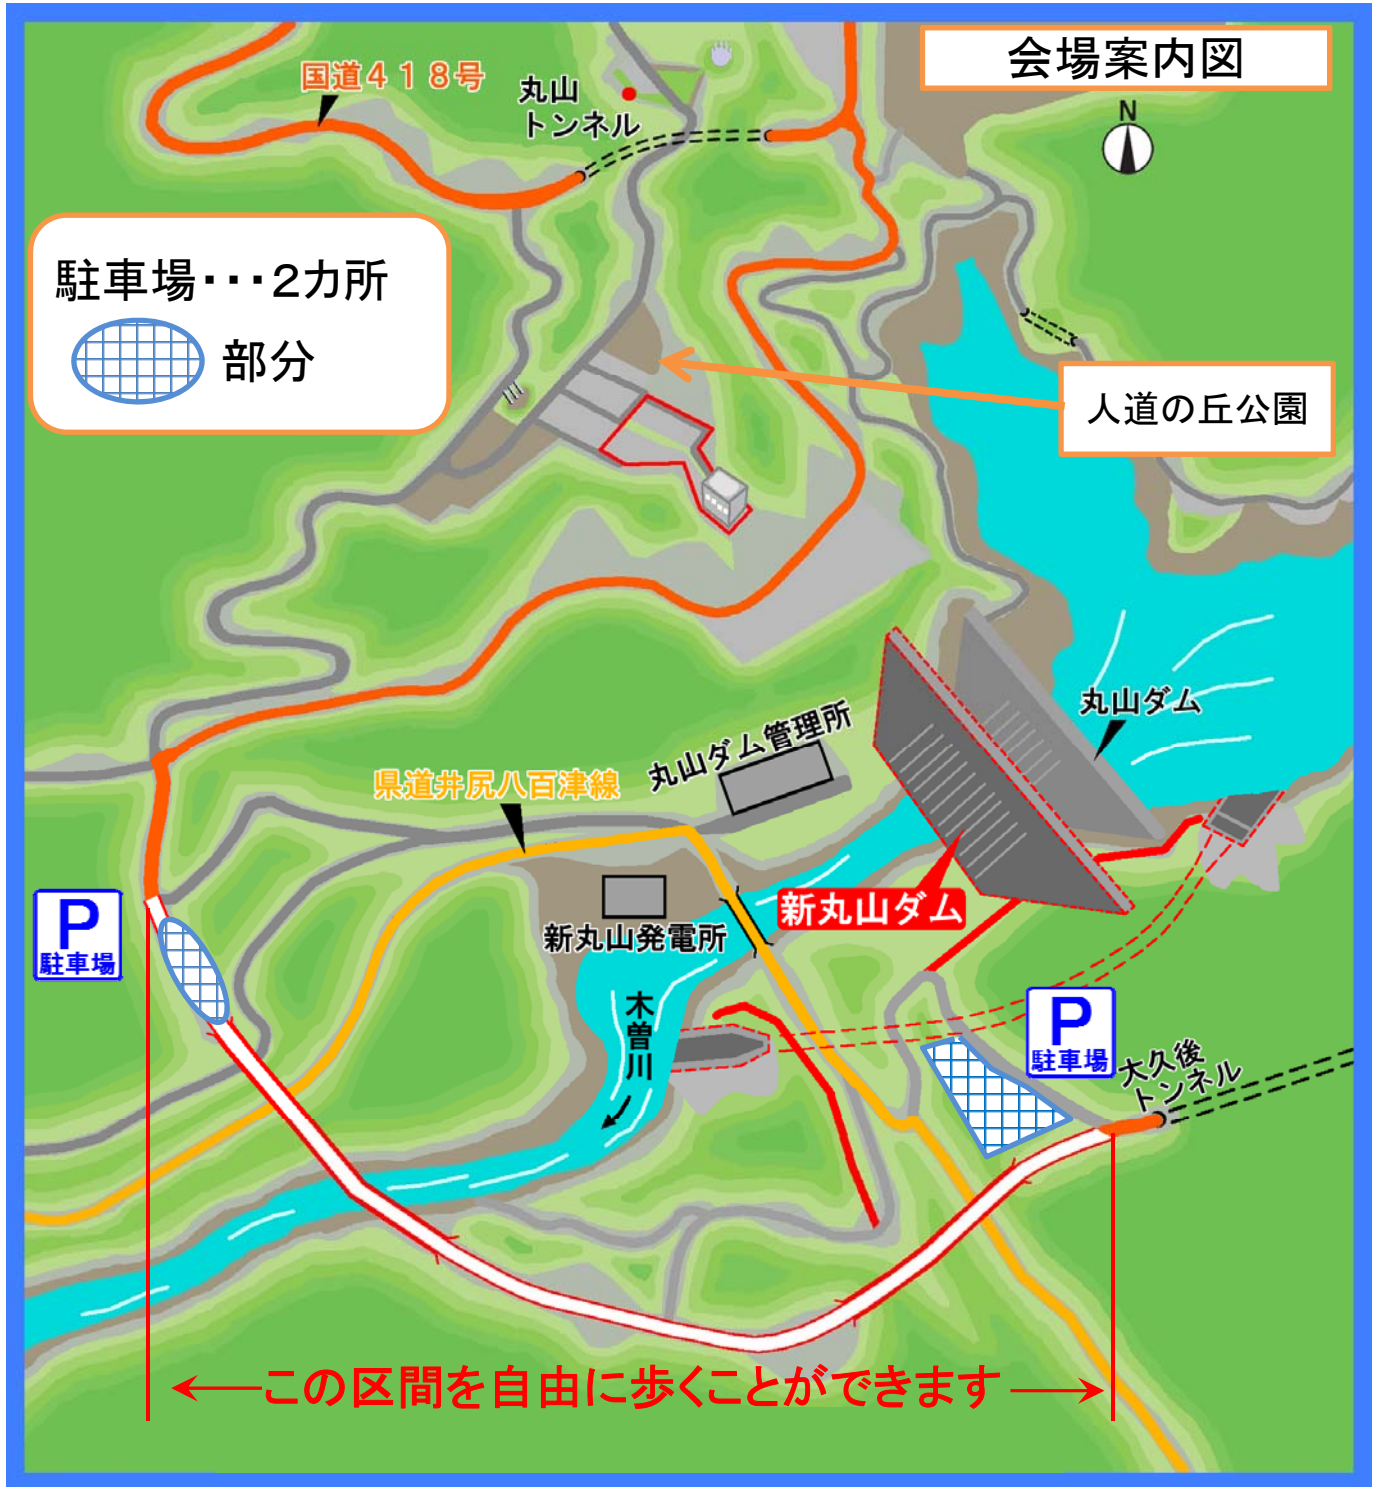 会場案内図
国道418号
丸山
トンネル
N
駐車場・・・2カ所
部分
人道の丘公園
丸山ダム
丸山ダム管理所
県道井尻八百津線
新丸山ダム
新丸山発電所
P
駐車場
木曽川
P
駐車場
大久後
トンネル
この区間を自由に歩くことができます